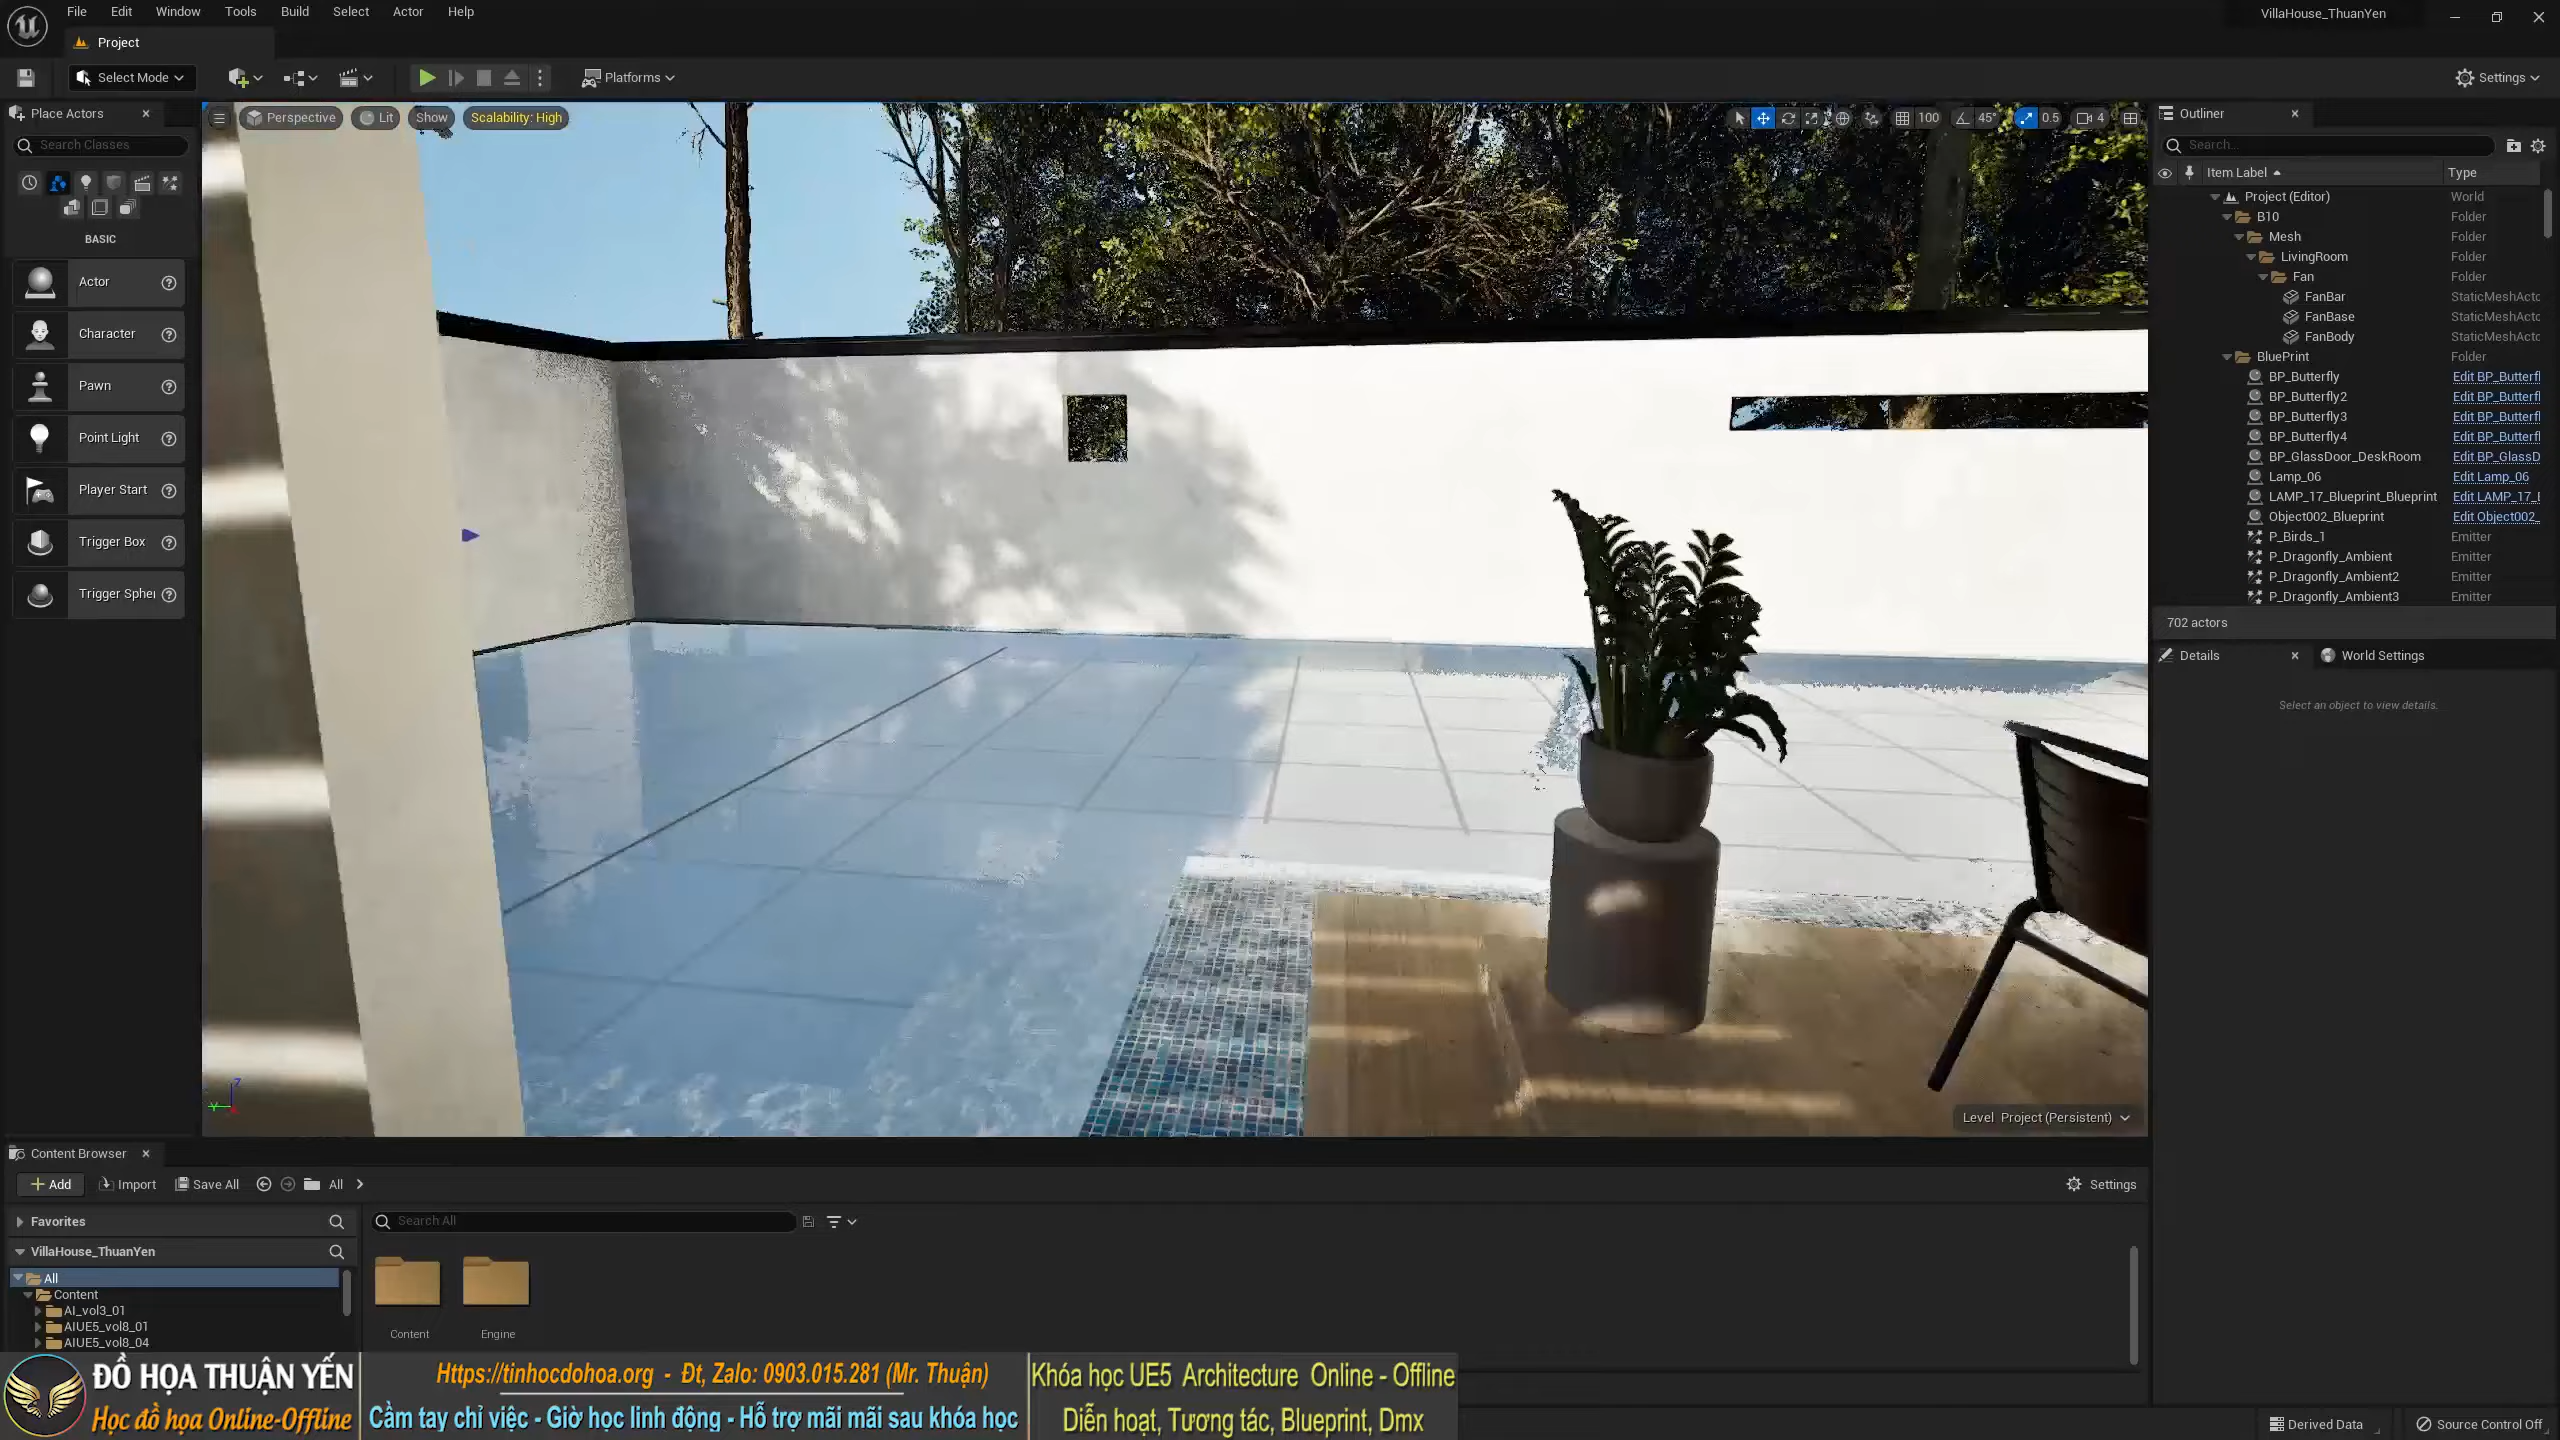 File Edit Window Tools Build Select Actor Help
VillaHouse_ThuanYen
Project
Select Mode
Platforms
Settings
Place Actors
Search Classes
BASIC
Actor
Character
Pawn
Point Light
Player Start
Trigger Box
Trigger Spher
Perspective
Lit
Show
Scalability: High
100
45°
0.5
4
Level Project (Persistent)
Outliner
Search...
Item Label Type
Project (Editor) World
B10 Folder
Mesh Folder
LivingRoom Folder
Fan Folder
FanBar StaticMeshActo
FanBase StaticMeshActo
FanBody StaticMeshActo
BluePrint Folder
BP_Butterfly Edit BP_Butterfl
BP_Butterfly2 Edit BP_Butterfl
BP_Butterfly3 Edit BP_Butterfl
BP_Butterfly4 Edit BP_Butterfl
BP_GlassDoor_DeskRoom Edit BP_GlassD
Lamp_06 Edit Lamp_06
LAMP_17_Blueprint_Blueprint Edit LAMP_17_
Object002_Blueprint Edit Object002_
P_Birds_1 Emitter
P_Dragonfly_Ambient Emitter
P_Dragonfly_Ambient2 Emitter
P_Dragonfly_Ambient3 Emitter
702 actors
Details
World Settings
Select an object to view details.
Content Browser
Add
Import
Save All
All
Settings
Favorites
Search All
VillaHouse_ThuanYen
All
Content
AI_vol3_01
AIUE5_vol8_01
AIUE5_vol8_04
Content
Engine
ĐỒ HỌA THUẬN YẾN
Học đồ họa Online-Offline
Https://tinhocdohoa.org - Đt, Zalo: 0903.015.281 (Mr. Thuận)
Cầm tay chỉ việc - Giờ học linh động - Hỗ trợ mãi mãi sau khóa học
Khóa học UE5 Architecture Online - Offline
Diễn hoạt, Tương tác, Blueprint, Dmx
Derived Data
Source Control Off